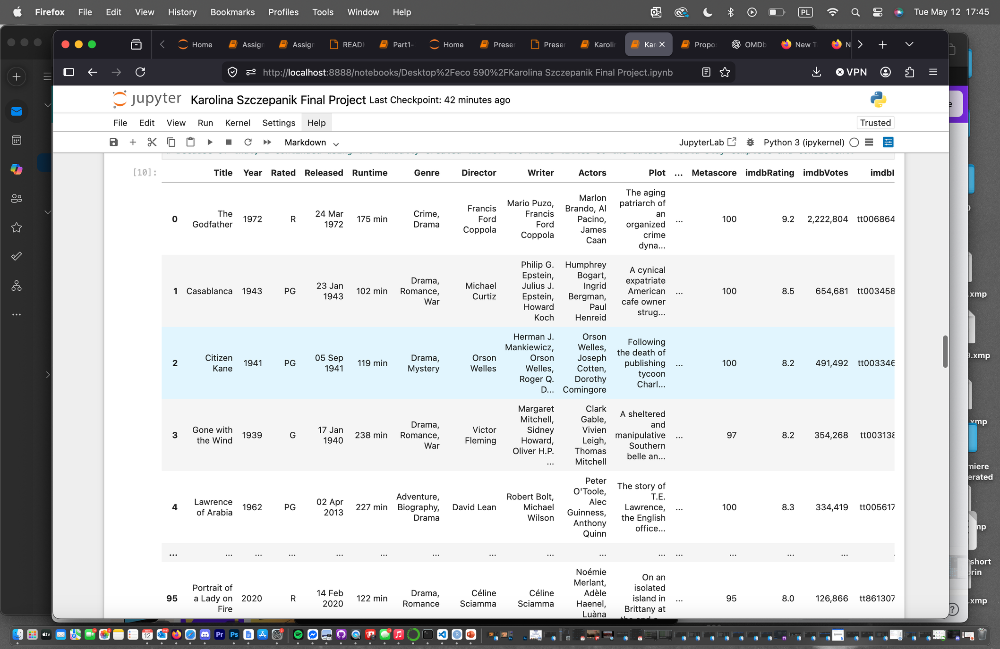 Firefox File Edit View History Bookmarks Profiles Tools Window Help PL Tue May 12 17:45
Home Assigr Assigr READ Part1- Home Preser Preser Karolir Kar Propo OMDb New T N
http://localhost:8888/notebooks/Desktop%2Feco 590%2FKarolina Szczepanik Final Project.ipynb VPN
jupyter Karolina Szczepanik Final Project Last Checkpoint: 42 minutes ago
File Edit View Run Kernel Settings Help Trusted
Markdown JupyterLab Python 3 (ipykernel)
[10]: Title Year Rated Released Runtime Genre Director Writer Actors Plot ... Metascore imdbRating imdbVotes imdbI
0 The Godfather 1972 R 24 Mar 1972 175 min Crime, Drama Francis Ford Coppola Mario Puzo, Francis Ford Coppola Marlon Brando, Al Pacino, James Caan The aging patriarch of an organized crime dyna... ... 100 9.2 2,222,804 tt006864
1 Casablanca 1943 PG 23 Jan 1943 102 min Drama, Romance, War Michael Curtiz Philip G. Epstein, Julius J. Epstein, Howard Koch Humphrey Bogart, Ingrid Bergman, Paul Henreid A cynical expatriate American cafe owner strug... ... 100 8.5 654,681 tt003458
2 Citizen Kane 1941 PG 05 Sep 1941 119 min Drama, Mystery Orson Welles Herman J. Mankiewicz, Orson Welles, Roger Q. D... Orson Welles, Joseph Cotten, Dorothy Comingore Following the death of publishing tycoon Charl... ... 100 8.2 491,492 tt003346
3 Gone with the Wind 1939 G 17 Jan 1940 238 min Drama, Romance, War Victor Fleming Margaret Mitchell, Sidney Howard, Oliver H.P. ... Clark Gable, Vivien Leigh, Thomas Mitchell A sheltered and manipulative Southern belle an... ... 97 8.2 354,268 tt003138
4 Lawrence of Arabia 1962 PG 02 Apr 2013 227 min Adventure, Biography, Drama David Lean Robert Bolt, Michael Wilson Peter O'Toole, Alec Guinness, Anthony Quinn The story of T.E. Lawrence, the English office... ... 100 8.3 334,419 tt005617
... ... ... ... ... ... ... ... ... ... ... ... ... ... ...
95 Portrait of a Lady on Fire 2020 R 14 Feb 2020 122 min Drama, Romance Céline Sciamma Céline Sciamma Noémie Merlant, Adèle Haenel, Luàna On an isolated island in Brittany at ... 95 8.0 126,866 tt861307
.xmp
.xmp
xmp
miere
erated
mp
short
rin
.xmp